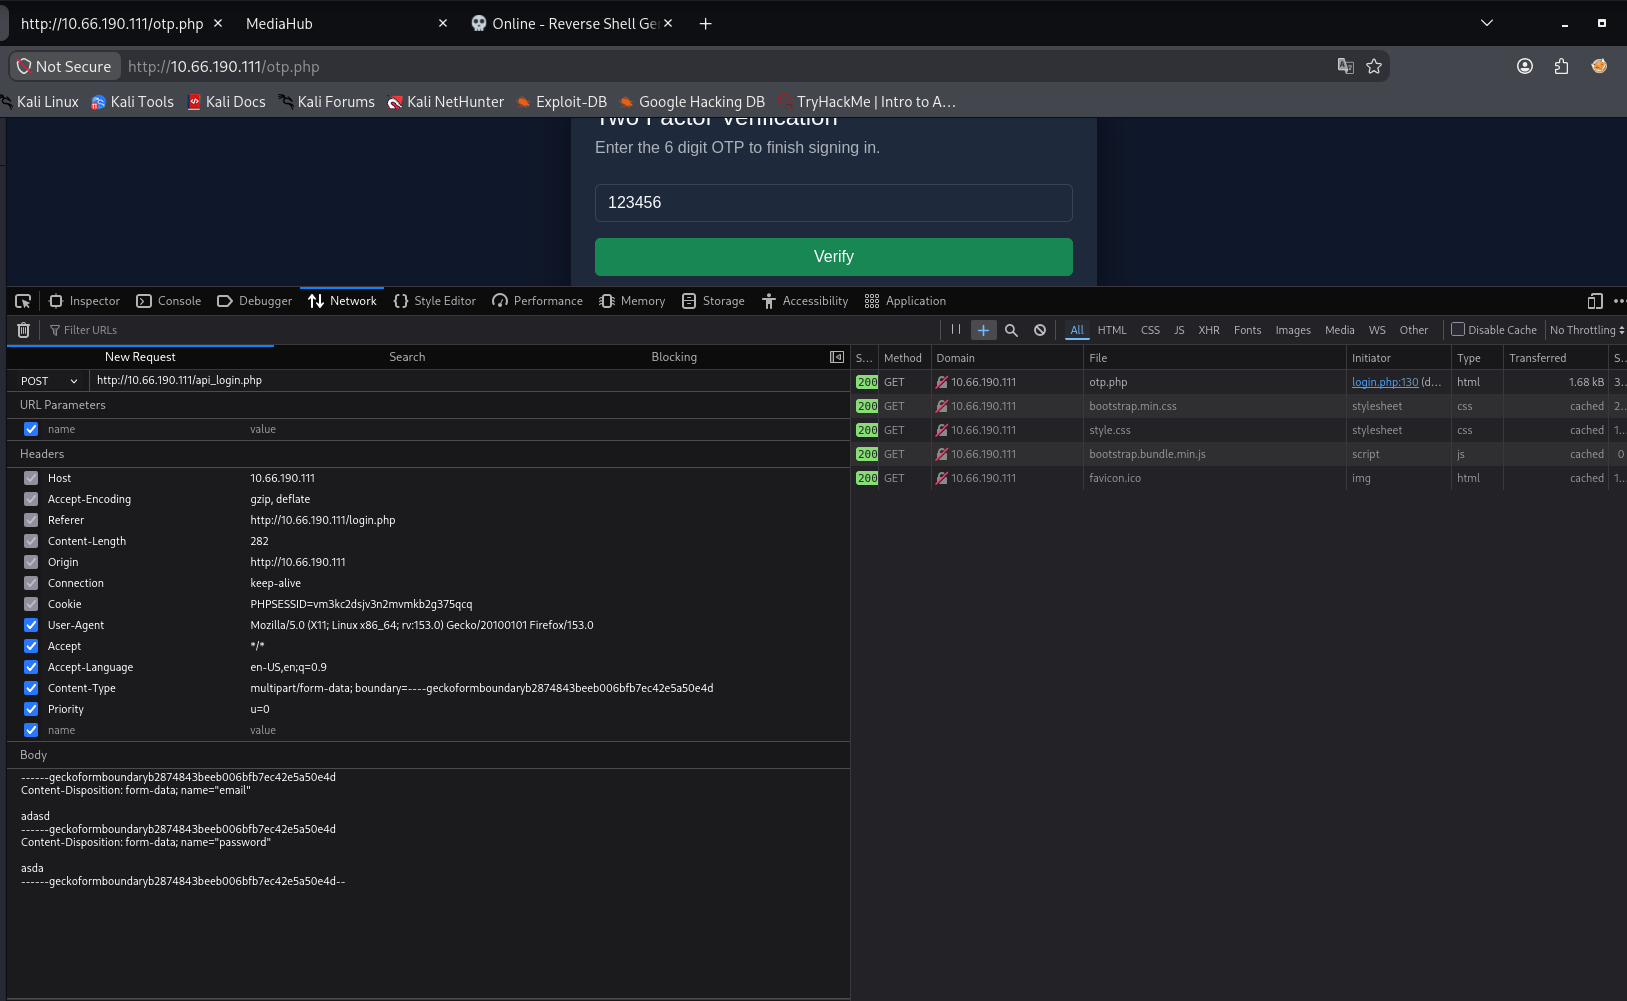 http://10.66.190.111/otp.php
MediaHub
Online - Reverse Shell Ge
Not Secure
http://10.66.190.111/otp.php
Kali Linux
Kali Tools
Kali Docs
Kali Forums
Kali NetHunter
Exploit-DB
Google Hacking DB
TryHackMe | Intro to A...
Two Factor Verification
Enter the 6 digit OTP to finish signing in.
123456
Verify
Inspector
Console
Debugger
Network
Style Editor
Performance
Memory
Storage
Accessibility
Application
Filter URLs
All
HTML
CSS
JS
XHR
Fonts
Images
Media
WS
Other
Disable Cache
No Throttling
New Request
Search
Blocking
POST
http://10.66.190.111/api_login.php
URL Parameters
name value
Headers
Host 10.66.190.111
Accept-Encoding gzip, deflate
Referer http://10.66.190.111/login.php
Content-Length 282
Origin http://10.66.190.111
Connection keep-alive
Cookie PHPSESSID=vm3kc2dsjv3n2mvmkb2g375qcq
User-Agent Mozilla/5.0 (X11; Linux x86_64; rv:153.0) Gecko/20100101 Firefox/153.0
Accept */*
Accept-Language en-US,en;q=0.9
Content-Type multipart/form-data; boundary=----geckoformboundaryb2874843beeb006bfb7ec42e5a50e4d
Priority u=0
name value
Body
------geckoformboundaryb2874843beeb006bfb7ec42e5a50e4d
Content-Disposition: form-data; name="email"
adasd
------geckoformboundaryb2874843beeb006bfb7ec42e5a50e4d
Content-Disposition: form-data; name="password"
asda
------geckoformboundaryb2874843beeb006bfb7ec42e5a50e4d--
S... Method Domain File Initiator Type Transferred S...
200 GET 10.66.190.111 otp.php login.php:130 (d... html 1.68 kB 3...
200 GET 10.66.190.111 bootstrap.min.css stylesheet css cached 2...
200 GET 10.66.190.111 style.css stylesheet css cached 1...
200 GET 10.66.190.111 bootstrap.bundle.min.js script js cached 0
200 GET 10.66.190.111 favicon.ico img html cached 1...